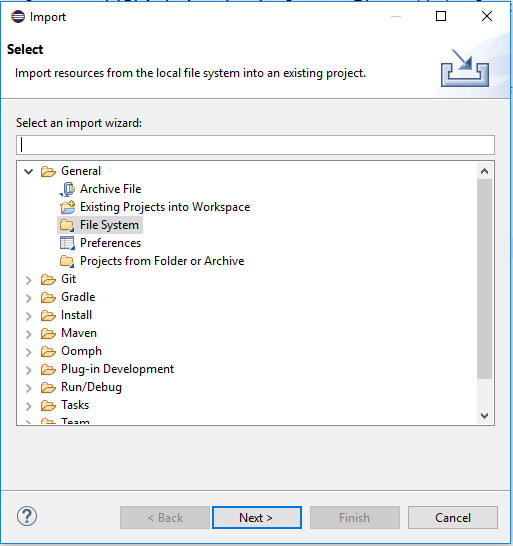 Import
Select
Import resources from the local file system into an existing project.
Select an import wizard:
General
Archive File
Existing Projects into Workspace
File System
Preferences
Projects from Folder or Archive
Git
Gradle
Install
Maven
Oomph
Plug-in Development
Run/Debug
Tasks
Team
?
< Back
Next >
Finish
Cancel